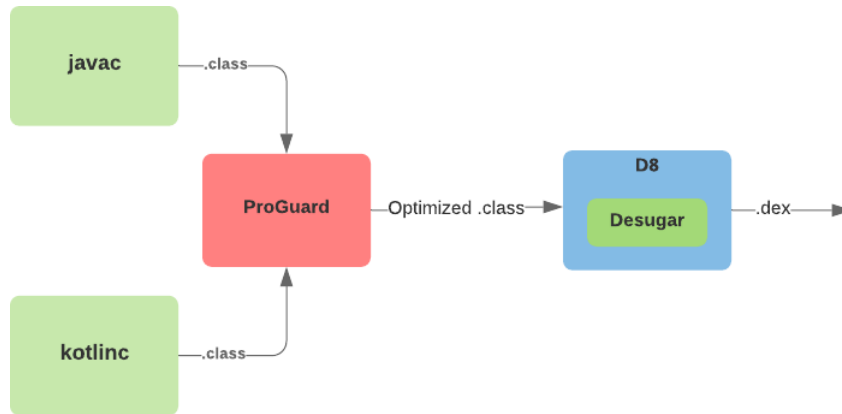 javac
.class
ProGuard
Optimized .class
D8
Desugar
.dex
kotlinc
.class